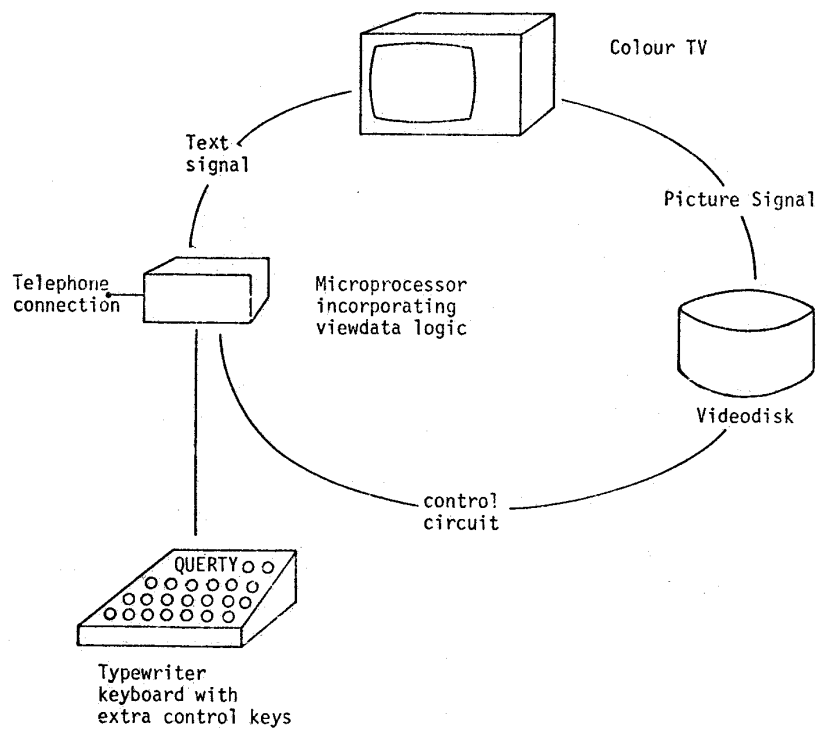 Colour TV
Text
signal
Picture Signal
Telephone
connection
Microprocessor
incorporating
viewdata logic
Videodisk
control
circuit
QUERTY
Typewriter
keyboard with
extra control keys